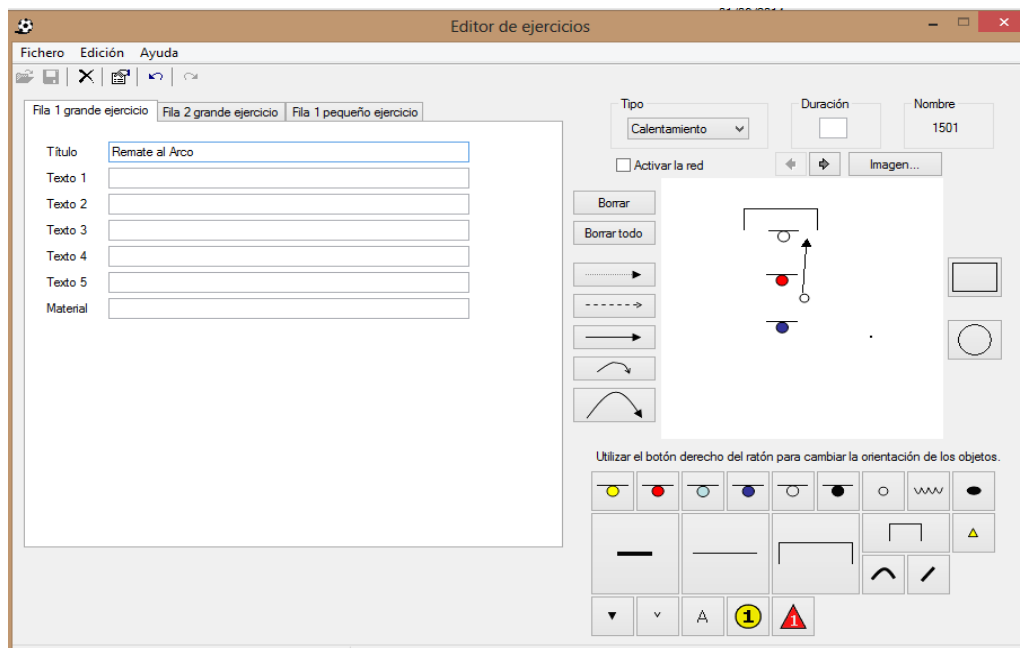 Editor de ejercicios
Fichero Edición Ayuda
Fila 1 grande ejercicio Fila 2 grande ejercicio Fila 1 pequeño ejercicio
Título Remate al Arco
Texto 1
Texto 2
Texto 3
Texto 4
Texto 5
Material
Tipo Duración Nombre
Calentamiento 1501
Activar la red Imagen...
Borrar
Borrar todo
Utilizar el botón derecho del ratón para cambiar la orientación de los objetos.
A 1 1